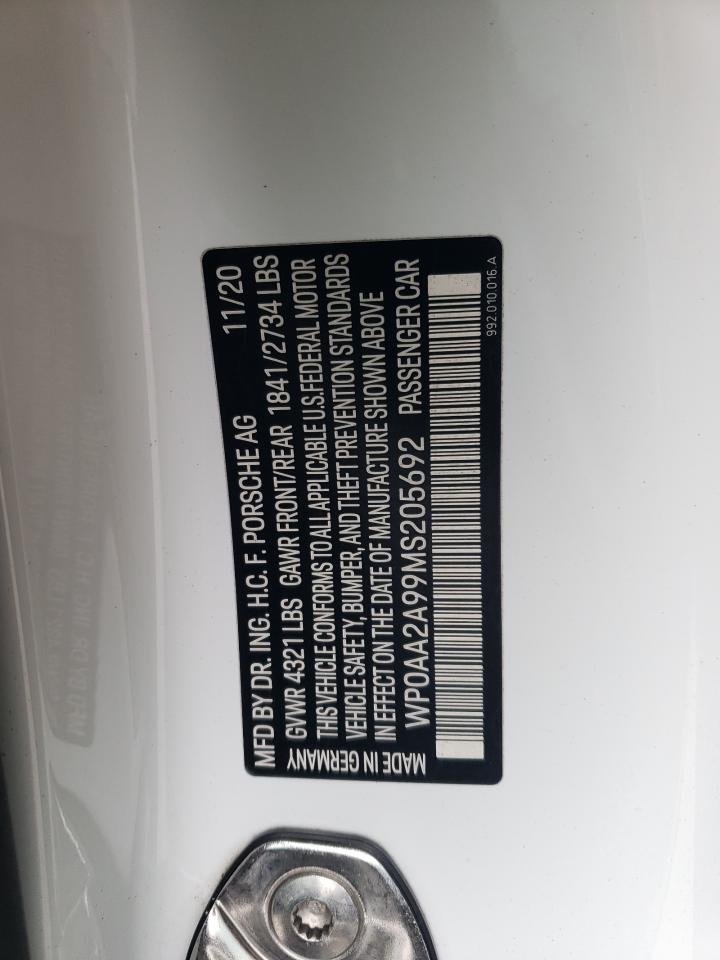 MFD BY DR. ING. H.C. F. PORSCHE AG 11/20
GVWR 4321 LBS GAWR FRONT/REAR 1841/2734 LBS
THIS VEHICLE CONFORMS TO ALL APPLICABLE U.S. FEDERAL MOTOR
VEHICLE SAFETY, BUMPER, AND THEFT PREVENTION STANDARDS
IN EFFECT ON THE DATE OF MANUFACTURE SHOWN ABOVE
WP0AA2A99MS205692 PASSENGER CAR
MADE IN GERMANY
992.010.016.A